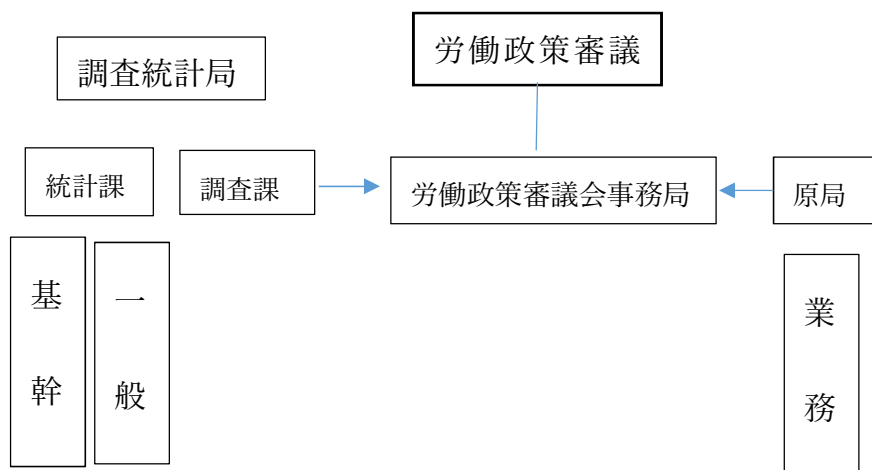 労働政策審議
調査統計局
統計課
調査課
労働政策審議会事務局
原局
基幹
一般
業務